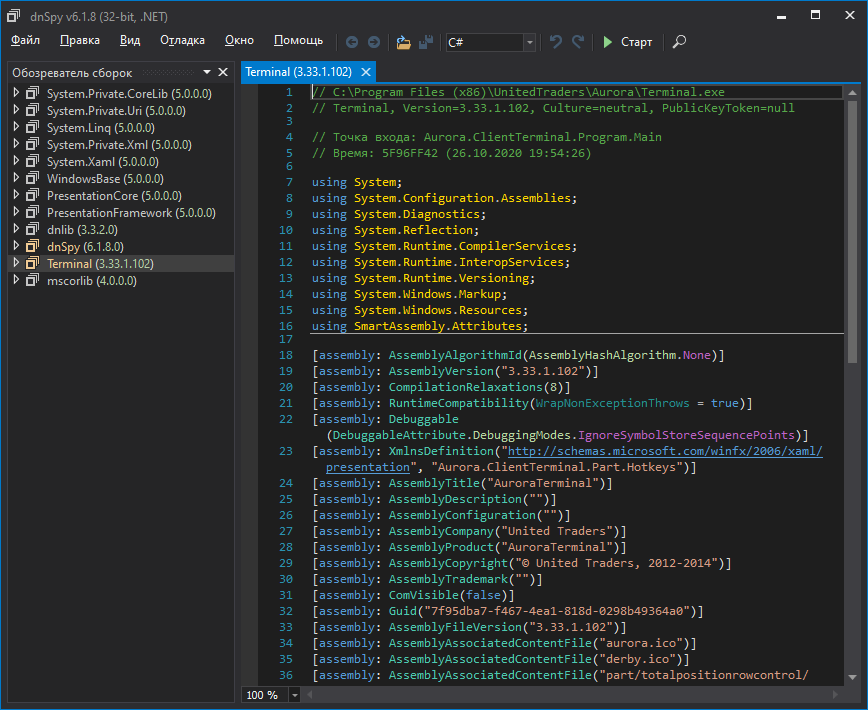 dnSpy v6.1.8 (32-bit, .NET)
Файл Правка Вид Отладка Окно Помощь C# Старт
Обозреватель сборок
System.Private.CoreLib (5.0.0.0)
System.Private.Uri (5.0.0.0)
System.Linq (5.0.0.0)
System.Private.Xml (5.0.0.0)
System.Xaml (5.0.0.0)
WindowsBase (5.0.0.0)
PresentationCore (5.0.0.0)
PresentationFramework (5.0.0.0)
dnlib (3.3.2.0)
dnSpy (6.1.8.0)
Terminal (3.33.1.102)
mscorlib (4.0.0.0)
Terminal (3.33.1.102)
1 // C:\Program Files (x86)\UnitedTraders\Aurora\Terminal.exe
2 // Terminal, Version=3.33.1.102, Culture=neutral, PublicKeyToken=null
3
4 // Точка входа: Aurora.ClientTerminal.Program.Main
5 // Время: 5F96FF42 (26.10.2020 19:54:26)
6
7 using System;
8 using System.Configuration.Assemblies;
9 using System.Diagnostics;
10 using System.Reflection;
11 using System.Runtime.CompilerServices;
12 using System.Runtime.InteropServices;
13 using System.Runtime.Versioning;
14 using System.Windows.Markup;
15 using System.Windows.Resources;
16 using SmartAssembly.Attributes;
17
18 [assembly: AssemblyAlgorithmId(AssemblyHashAlgorithm.None)]
19 [assembly: AssemblyVersion("3.33.1.102")]
20 [assembly: CompilationRelaxations(8)]
21 [assembly: RuntimeCompatibility(WrapNonExceptionThrows = true)]
22 [assembly: Debuggable
(DebuggableAttribute.DebuggingModes.IgnoreSymbolStoreSequencePoints)]
23 [assembly: XmlnsDefinition("http://schemas.microsoft.com/winfx/2006/xaml/
presentation", "Aurora.ClientTerminal.Part.Hotkeys")]
24 [assembly: AssemblyTitle("AuroraTerminal")]
25 [assembly: AssemblyDescription("")]
26 [assembly: AssemblyConfiguration("")]
27 [assembly: AssemblyCompany("United Traders")]
28 [assembly: AssemblyProduct("AuroraTerminal")]
29 [assembly: AssemblyCopyright("© United Traders, 2012-2014")]
30 [assembly: AssemblyTrademark("")]
31 [assembly: ComVisible(false)]
32 [assembly: Guid("7f95dba7-f467-4ea1-818d-0298b49364a0")]
33 [assembly: AssemblyFileVersion("3.33.1.102")]
34 [assembly: AssemblyAssociatedContentFile("aurora.ico")]
35 [assembly: AssemblyAssociatedContentFile("derby.ico")]
36 [assembly: AssemblyAssociatedContentFile("part/totalpositionrowcontrol/
100 %